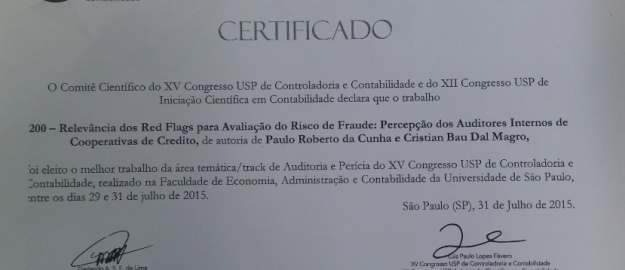 CERTIFICADO
O Comitê Científico do XV Congresso USP de Controladoria e Contabilidade e do XII Congresso USP de
Iniciação Científica em Contabilidade declara que o trabalho
200 – Relevância dos Red Flags para Avaliação do Risco de Fraude: Percepção dos Auditores Internos de
Cooperativas de Credito, de autoria de Paulo Roberto da Cunha e Cristian Bau Dal Magro,
foi eleito o melhor trabalho da área temática/track de Auditoria e Perícia do XV Congresso USP de Controladoria e
Contabilidade, realizado na Faculdade de Economia, Administração e Contabilidade da Universidade de São Paulo,
entre os dias 29 e 31 de julho de 2015.
São Paulo (SP), 31 de Julho de 2015.
Luiz Paulo Lopes Fávero
XV Congresso USP de Controladoria e Contabilidade